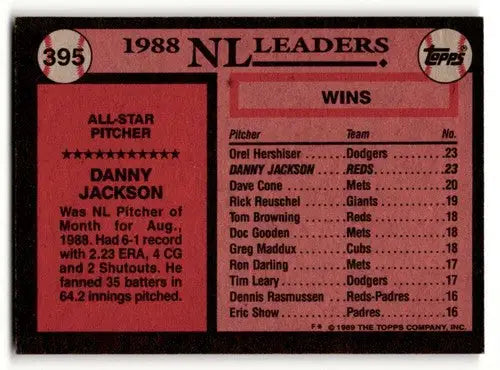 395
1988 NL LEADERS
Topps
ALL-STAR
PITCHER
★★★★★★★★★★★
DANNY
JACKSON
Was NL Pitcher of
Month for Aug.,
1988. Had 6-1 record
with 2.23 ERA, 4 CG
and 2 Shutouts. He
fanned 35 batters in
64.2 innings pitched.
WINS
Pitcher Team No.
Orel Hershiser ....... Dodgers ....... 23
DANNY JACKSON ..... REDS ....... 23
Dave Cone ....... Mets ....... 20
Rick Reuschel ....... Giants ....... 19
Tom Browning ....... Reds ....... 18
Doc Gooden ....... Mets ....... 18
Greg Maddux ....... Cubs ....... 18
Ron Darling ....... Mets ....... 17
Tim Leary ....... Dodgers ....... 17
Dennis Rasmussen .... Reds-Padres .... 16
Eric Show ....... Padres ....... 16
© 1989 THE TOPPS COMPANY, INC.